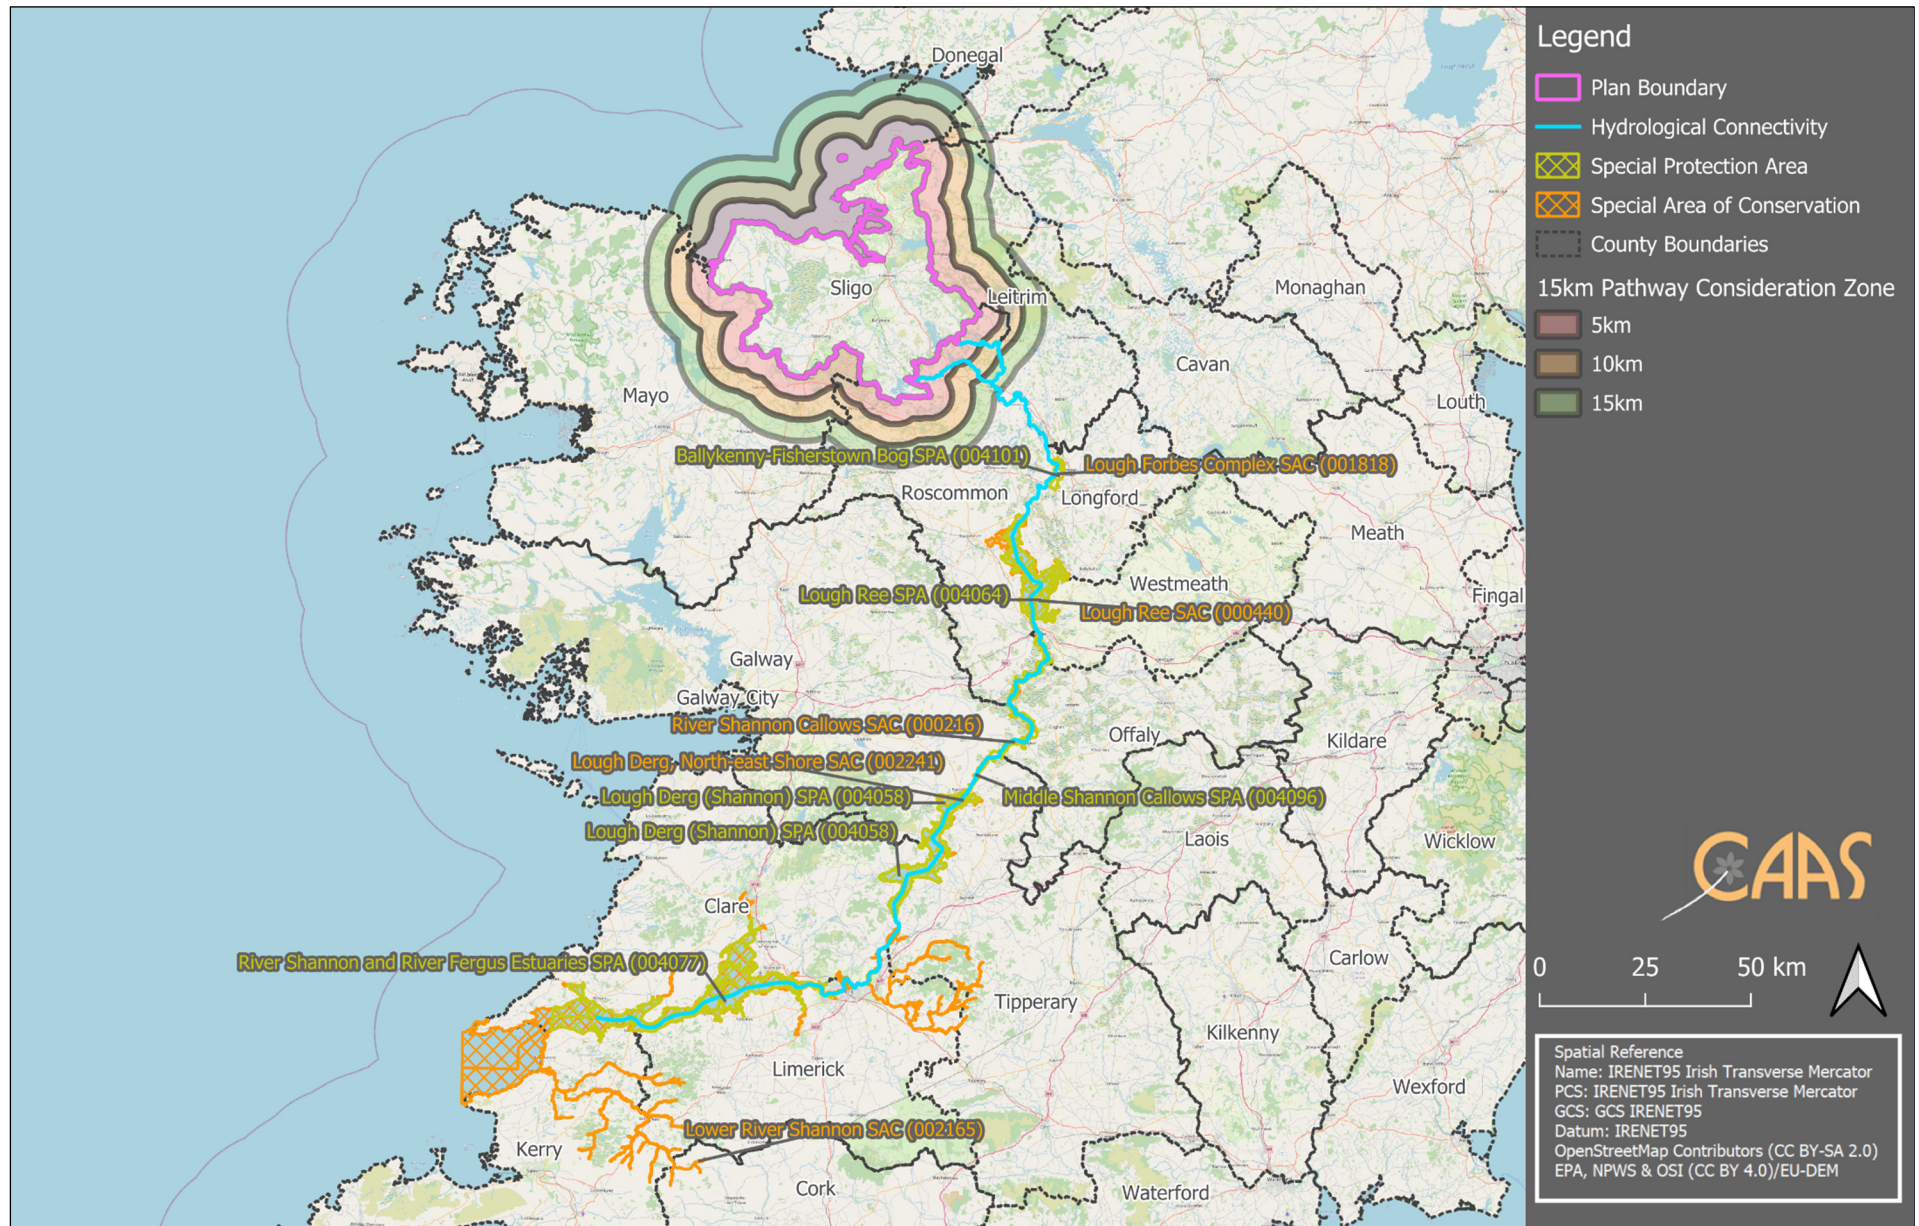 Donegal
Sligo
Leitrim
Monaghan
Cavan
Louth
Mayo
Ballykenny-Fisherstown Bog SPA (004101)
Lough Forbes Complex SAC (001818)
Roscommon
Longford
Meath
Westmeath
Lough Ree SPA (004064)
Fingal
Lough Ree SAC (000440)
Galway
Galway City
River Shannon Callows SAC (000216)
Offaly
Kildare
Lough Derg, North-east Shore SAC (002241)
Lough Derg (Shannon) SPA (004058)
Middle Shannon Callows SPA (004096)
Lough Derg (Shannon) SPA (004058)
Laois
Wicklow
Clare
River Shannon and River Fergus Estuaries SPA (004077)
Carlow
Tipperary
Kilkenny
Limerick
Wexford
Lower River Shannon SAC (002165)
Kerry
Cork
Waterford
Legend
Plan Boundary
Hydrological Connectivity
Special Protection Area
Special Area of Conservation
County Boundaries
15km Pathway Consideration Zone
5km
10km
15km
CAAS
0 25 50 km
Spatial Reference
Name: IRENET95 Irish Transverse Mercator
PCS: IRENET95 Irish Transverse Mercator
GCS: GCS IRENET95
Datum: IRENET95
OpenStreetMap Contributors (CC BY-SA 2.0)
EPA, NPWS & OSI (CC BY 4.0)/EU-DEM